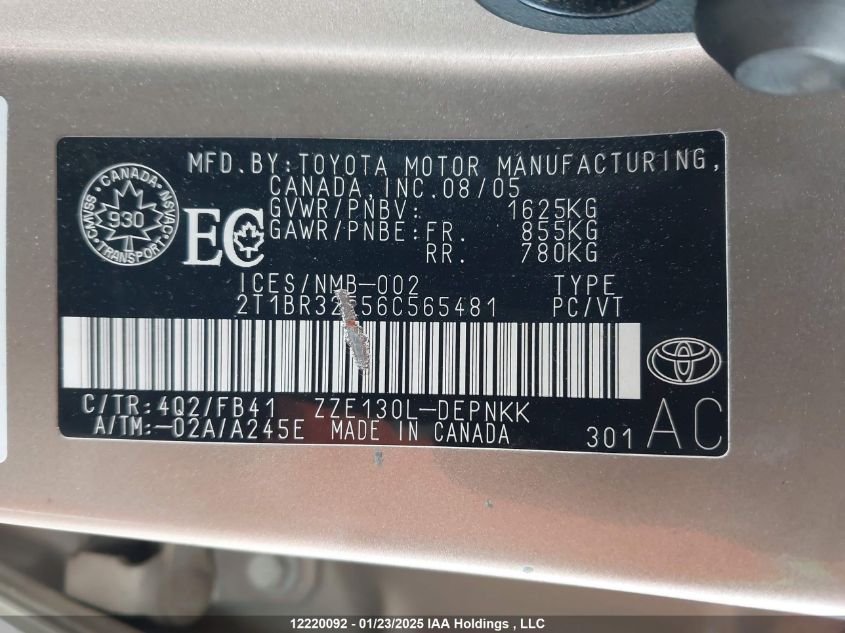 MFD.BY:TOYOTA MOTOR MANUFACTURING,
CANADA,INC.08/05
GVWR/PNBV: 1625KG
GAWR/PNBE:FR. 855KG
RR. 780KG
CANADA
CMVSS 930 NSVAC
TRANSPORT
EC
ICES/NMB-002 TYPE
PC/VT
C/TR:4Q2/FB41 ZZE130L-DEPNKK
A/TM:-02A/A245E MADE IN CANADA 301 AC
12220092 - 01/23/2025 IAA Holdings , LLC